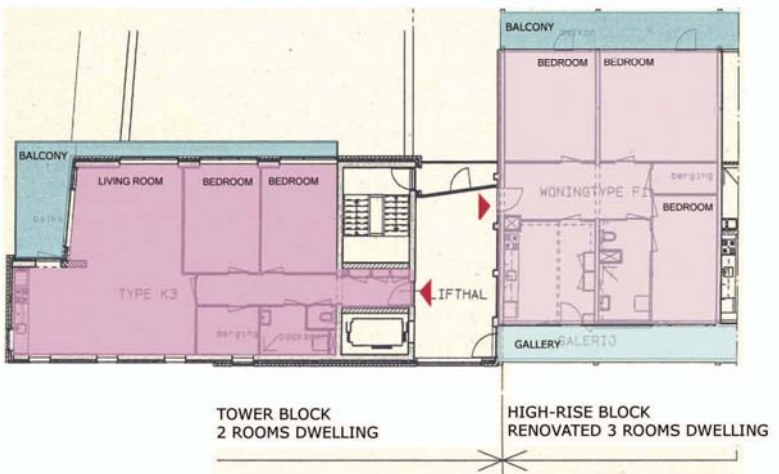 BALCONY
balkon
BEDROOM
BEDROOM
BALCONY
LIVING ROOM
BEDROOM
BEDROOM
berging
WONINGTYPE F1
BEDROOM
TYPE K3
LIFTHAL
berging
GALLERY
GALERIJ
TOWER BLOCK
2 ROOMS DWELLING
HIGH-RISE BLOCK
RENOVATED 3 ROOMS DWELLING